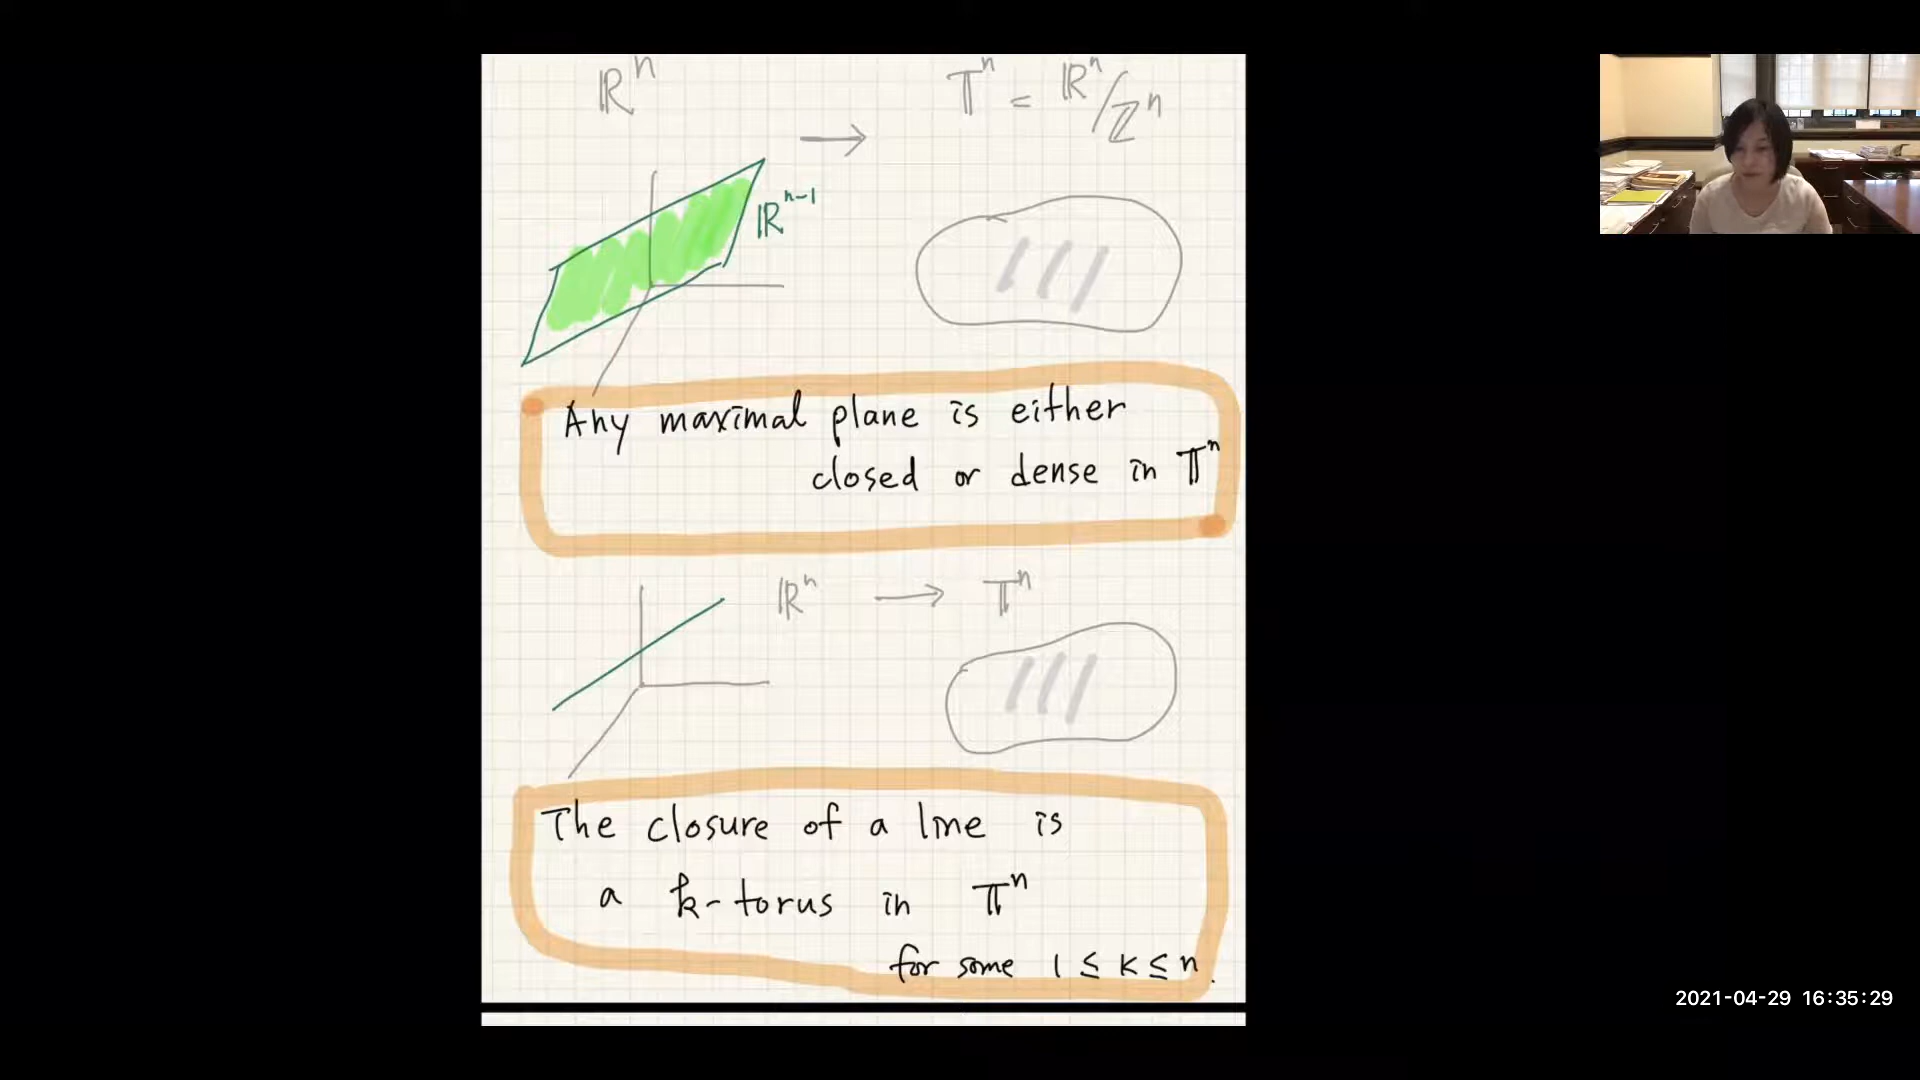 ℝⁿ → 𝕋ⁿ = ℝⁿ/ℤⁿ
ℝⁿ⁻¹
Any maximal plane is either
closed or dense in 𝕋ⁿ
ℝⁿ → 𝕋ⁿ
The closure of a line is
a k-torus in 𝕋ⁿ
for some 1 ≤ k ≤ n.
2021-04-29 16:35:29